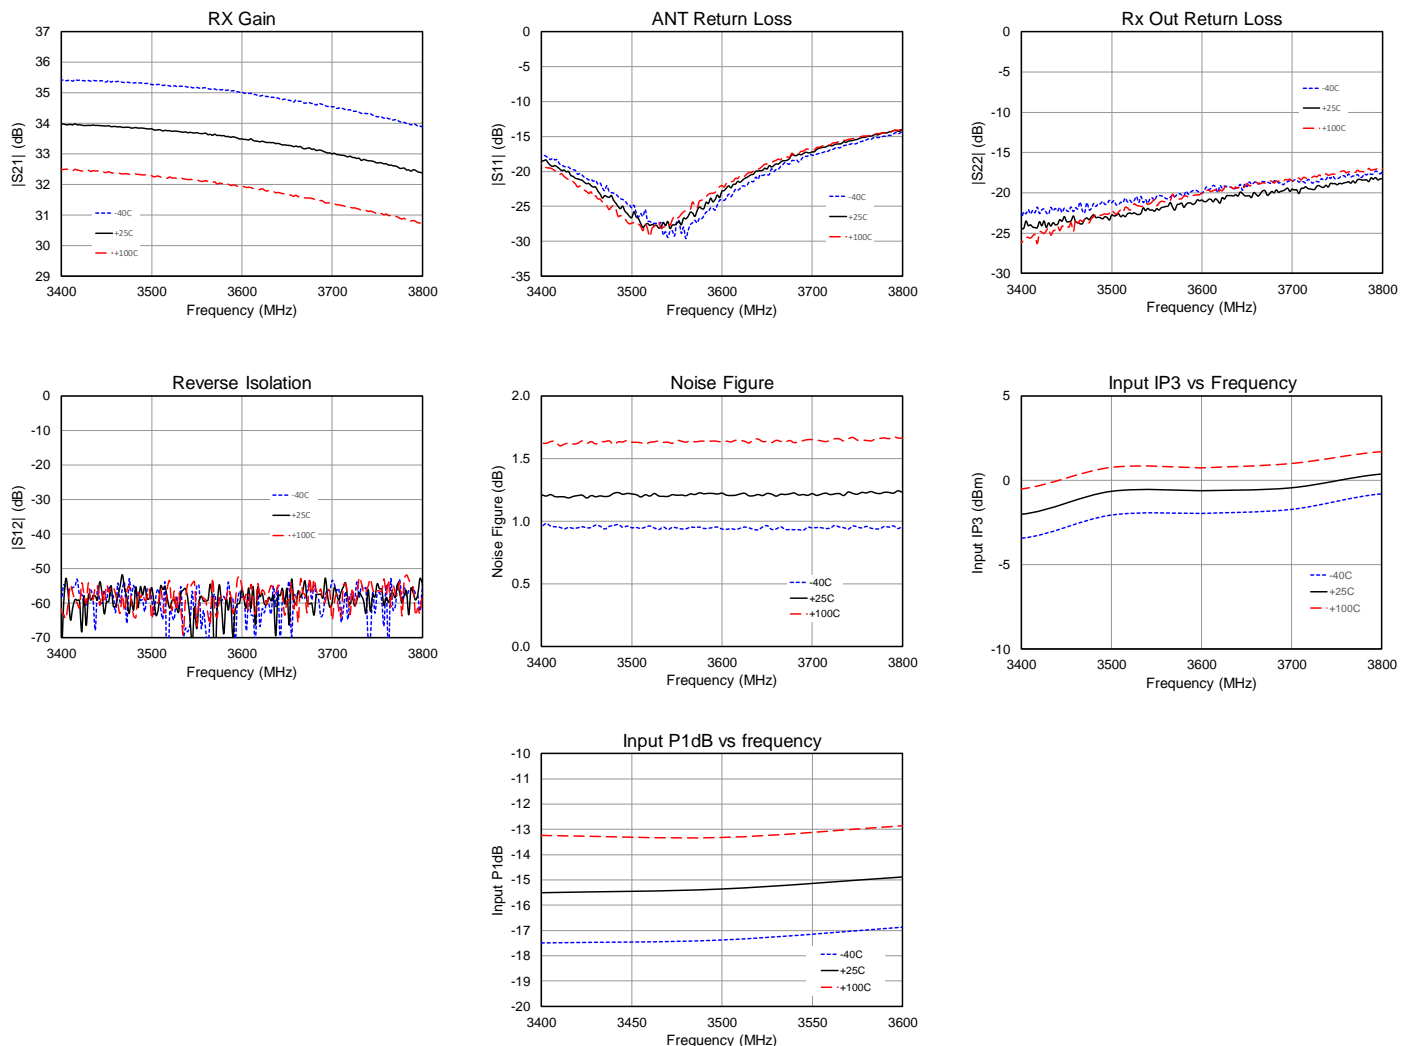 RX Gain
37
36
35
34
33
32
31
30
29
|S21| (dB)
-40C
+25C
+100C
3400 3500 3600 3700 3800
Frequency (MHz)
ANT Return Loss
0
-5
-10
-15
-20
-25
-30
-35
|S11| (dB)
-40C
+25C
+100C
3400 3500 3600 3700 3800
Frequency (MHz)
Rx Out Return Loss
0
-5
-10
-15
-20
-25
-30
|S22| (dB)
-40C
+25C
+100C
3400 3500 3600 3700 3800
Frequency (MHz)
Reverse Isolation
0
-10
-20
-30
-40
-50
-60
-70
|S12| (dB)
-40C
+25C
+100C
3400 3500 3600 3700 3800
Frequency (MHz)
Noise Figure
2.0
1.5
1.0
0.5
0.0
Noise Figure (dB)
-40C
+25C
+100C
3400 3500 3600 3700 3800
Frequency (MHz)
Input IP3 vs Frequency
5
0
-5
-10
Input IP3 (dBm)
-40C
+25C
+100C
3400 3500 3600 3700 3800
Frequency (MHz)
Input P1dB vs frequency
-10
-11
-12
-13
-14
-15
-16
-17
-18
-19
-20
Input P1dB
-40C
+25C
+100C
3400 3450 3500 3550 3600
Frequency (MHz)